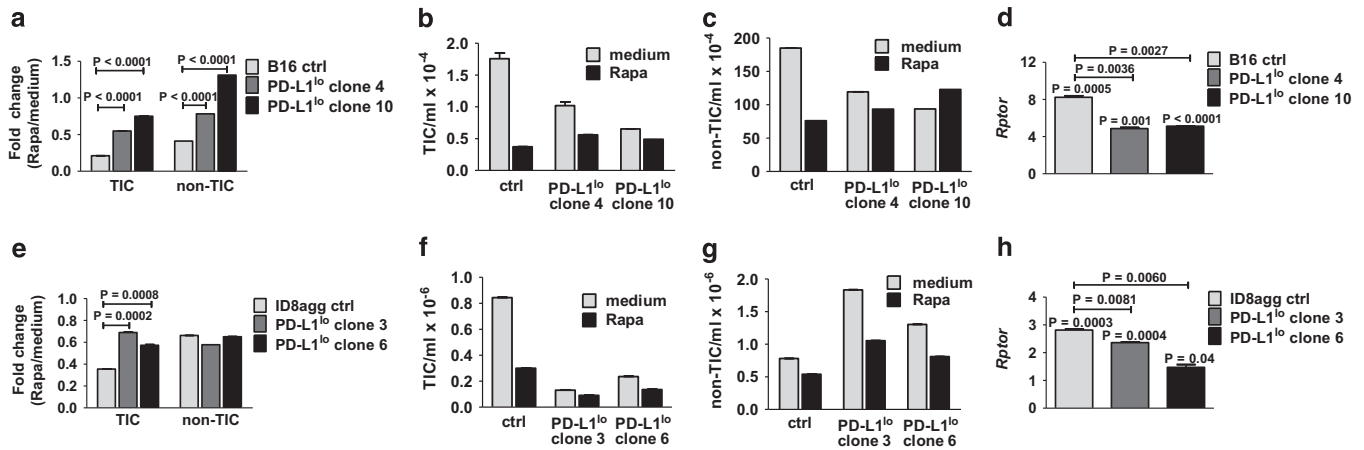 a
P < 0.0001 P < 0.0001
P < 0.0001 P < 0.0001
Fold change
(Rapa/medium)
1.5
1.0
0.5
0.0
TIC non-TIC
B16 ctrl
PD-L1lo clone 4
PD-L1lo clone 10
b
TIC/ml x 10-4
2.0
1.5
1.0
0.5
0.0
medium
Rapa
ctrl PD-L1lo PD-L1lo
clone 4 clone 10
c
non-TIC/ml x 10-4
200
150
100
50
0
medium
Rapa
ctrl PD-L1lo PD-L1lo
clone 4 clone 10
d
P = 0.0027
P = 0.0036
P = 0.0005
P = 0.001 P < 0.0001
Rptor
12
8
4
0
B16 ctrl
PD-L1lo clone 4
PD-L1lo clone 10
e
P = 0.0008
P = 0.0002
Fold change
(Rapa/medium)
1.0
0.8
0.6
0.4
0.2
0.0
TIC non-TIC
ID8agg ctrl
PD-L1lo clone 3
PD-L1lo clone 6
f
TIC/ml x 10-6
1.0
0.8
0.6
0.4
0.2
0.0
medium
Rapa
ctrl PD-L1lo PD-L1lo
clone 3 clone 6
g
non-TIC/ml x 10-6
2.0
1.5
1.0
0.5
0.0
medium
Rapa
ctrl PD-L1lo PD-L1lo
clone 3 clone 6
h
P = 0.0060
P = 0.0081
P = 0.0003
P = 0.0004
P = 0.04
Rptor
4
3
2
1
0
ID8agg ctrl
PD-L1lo clone 3
PD-L1lo clone 6